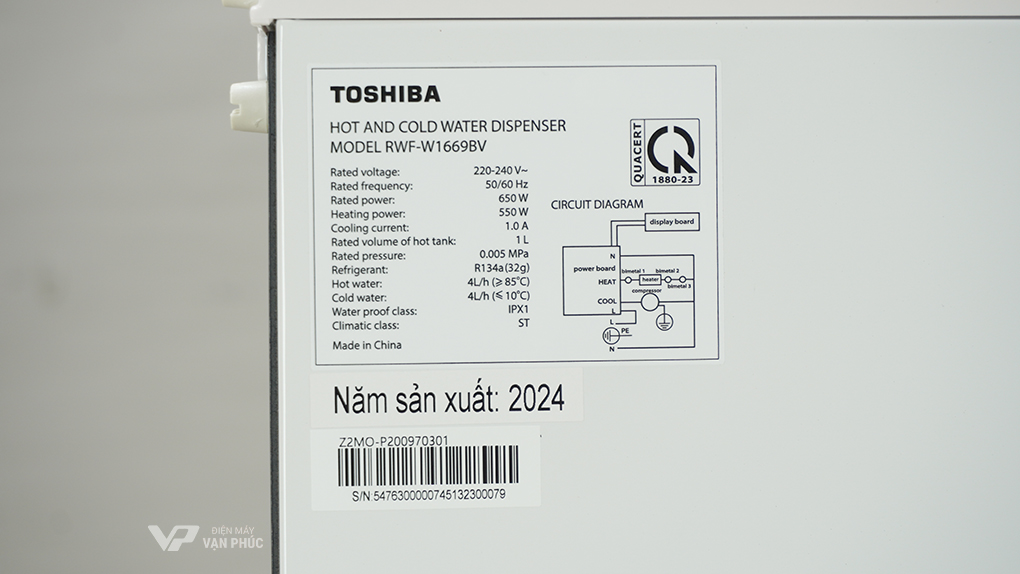 TOSHIBA
HOT AND COLD WATER DISPENSER
MODEL RWF-W1669BV
QUACERT
1880-23
Rated voltage: 220-240 V~
Rated frequency: 50/60 Hz
Rated power: 650 W
Heating power: 550 W
Cooling current: 1.0 A
Rated volume of hot tank: 1 L
Rated pressure: 0.005 MPa
Refrigerant: R134a (32g)
Hot water: 4L/h (≥ 85°C)
Cold water: 4L/h (≤ 10°C)
Water proof class: IPX1
Climatic class: ST
Made in China
CIRCUIT DIAGRAM
display board
N
power board
bimetal 1
bimetal 2
HEAT
heater
bimetal 3
compressor
COOL
L
L
PE
N
Năm sản xuất: 2024
Z2MO-P200970301
S/N:5476300000745132300079
VP
ĐIỆN MÁY
VẠN PHÚC